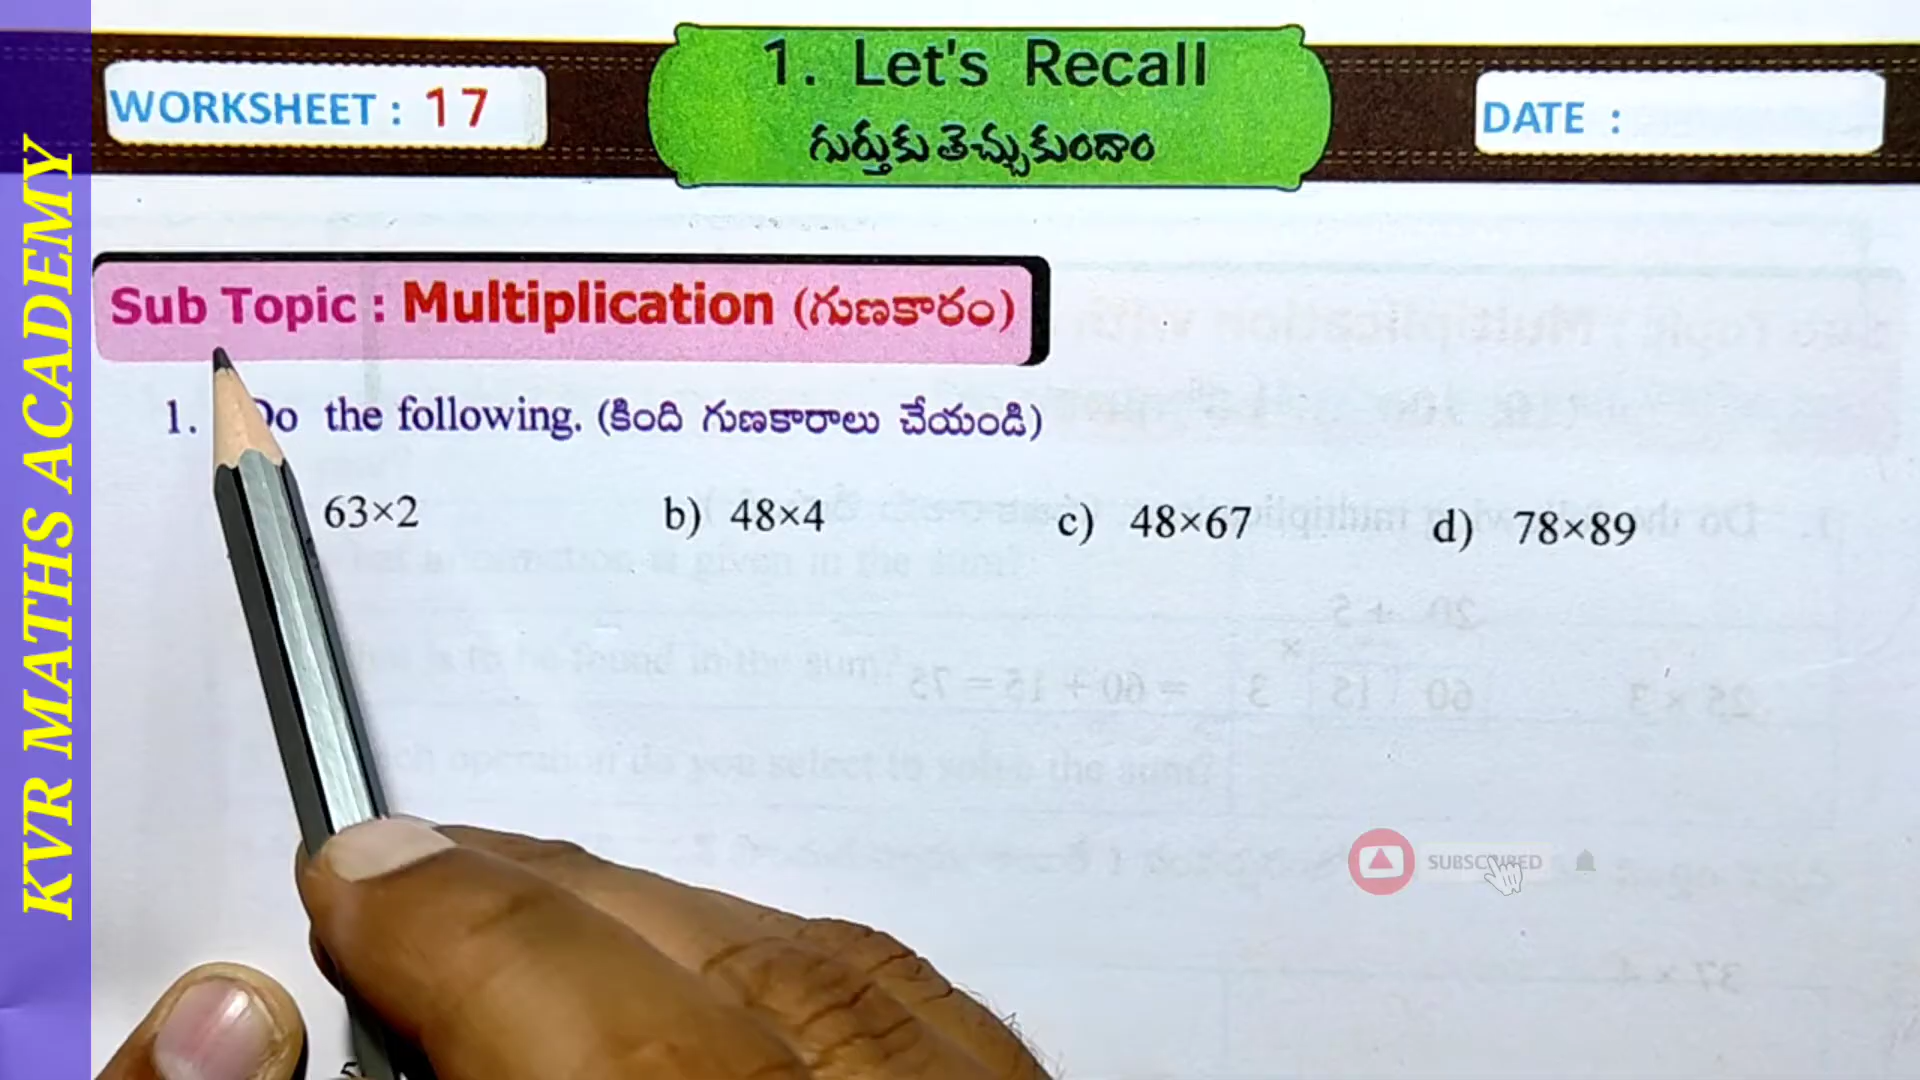 KVR MATHS ACADEMY
WORKSHEET : 17
1. Let's Recall
గుర్తుకు తెచ్చుకుందాం
DATE :
Sub Topic : Multiplication (గుణకారం)
1. Do the following. (కింది గుణకారాలు చేయండి)
63×2 b) 48×4 c) 48×67 d) 78×89
SUBSCRIBED